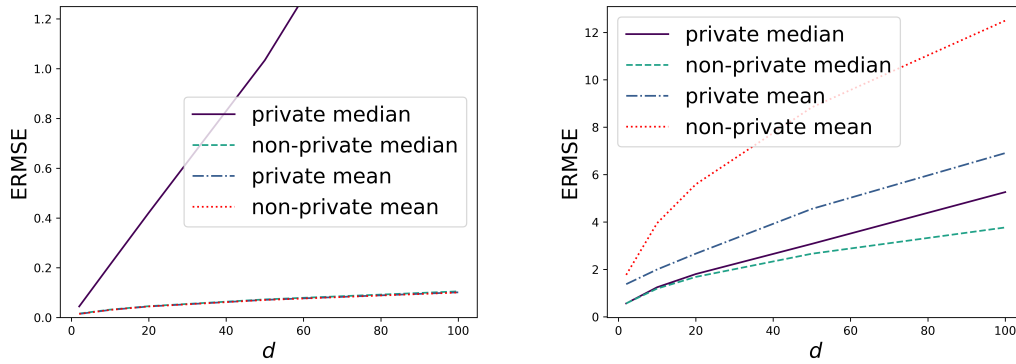 1.2
1.0
0.8
0.6
0.4
0.2
0.0
ERMSE
private median
non-private median
private mean
non-private mean
0
20
40
60
80
100
d
12
10
8
6
4
2
0
ERMSE
private median
non-private median
private mean
non-private mean
0
20
40
60
80
100
d